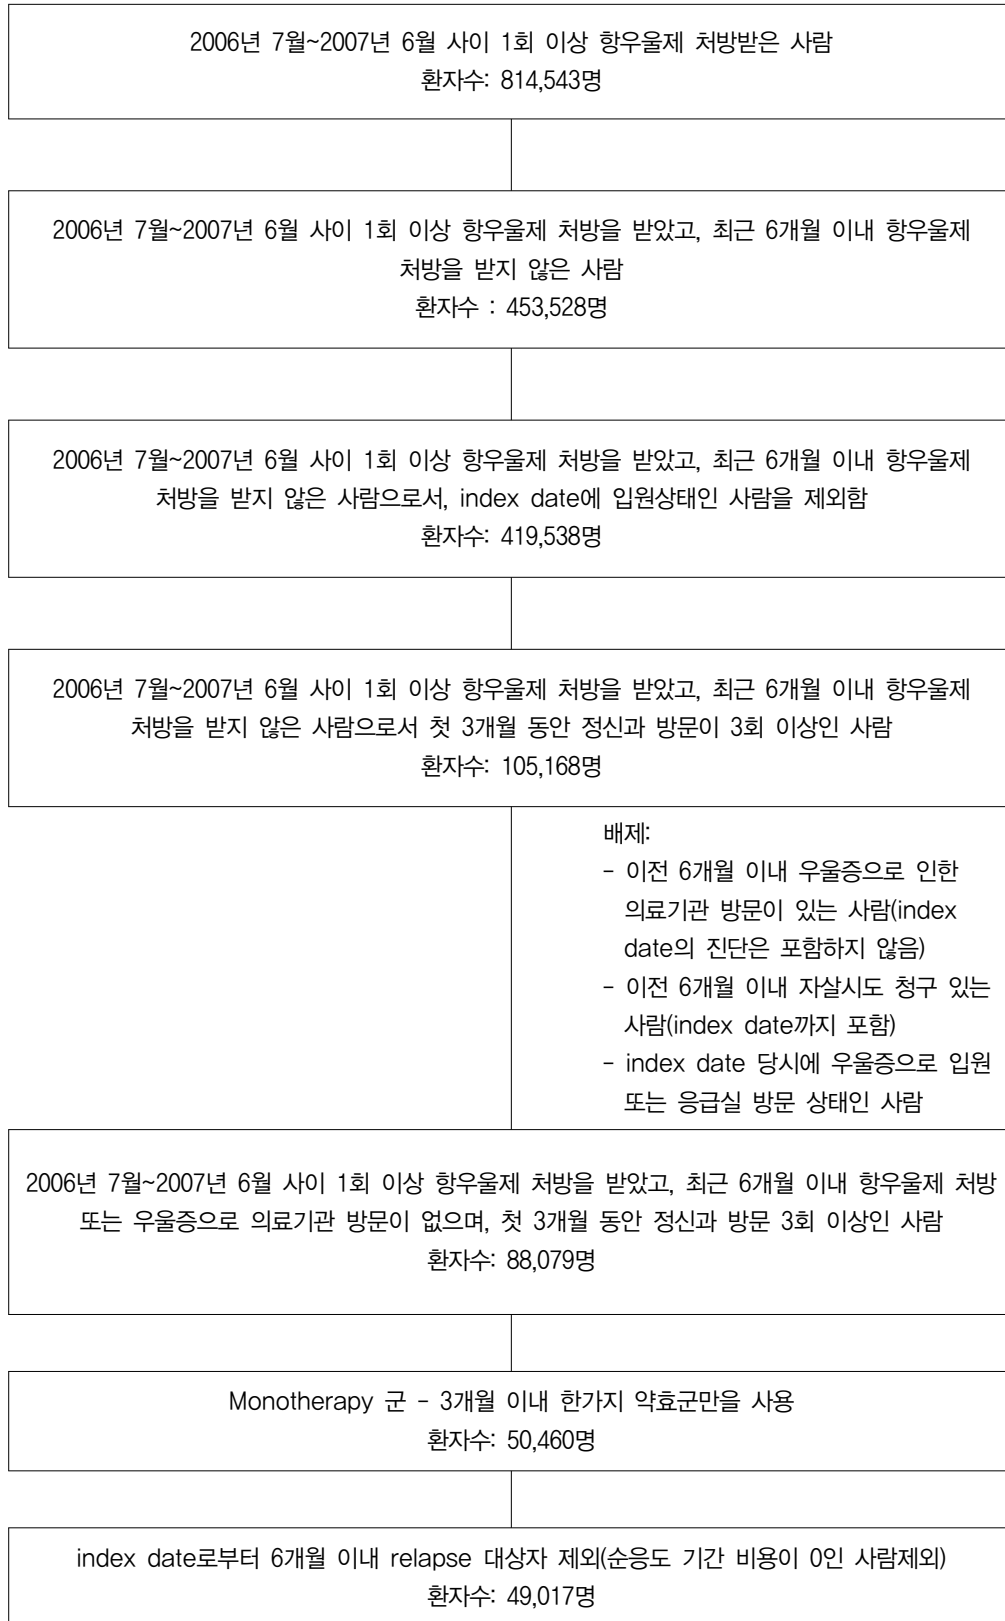 2006년 7월~2007년 6월 사이 1회 이상 항우울제 처방받은 사람
환자수: 814,543명
2006년 7월~2007년 6월 사이 1회 이상 항우울제 처방을 받았고, 최근 6개월 이내 항우울제
처방을 받지 않은 사람
환자수 : 453,528명
2006년 7월~2007년 6월 사이 1회 이상 항우울제 처방을 받았고, 최근 6개월 이내 항우울제
처방을 받지 않은 사람으로서, index date에 입원상태인 사람을 제외함
환자수: 419,538명
2006년 7월~2007년 6월 사이 1회 이상 항우울제 처방을 받았고, 최근 6개월 이내 항우울제
처방을 받지 않은 사람으로서 첫 3개월 동안 정신과 방문이 3회 이상인 사람
환자수: 105,168명
배제:
- 이전 6개월 이내 우울증으로 인한
의료기관 방문이 있는 사람(index
date의 진단은 포함하지 않음)
- 이전 6개월 이내 자살시도 청구 있는
사람(index date까지 포함)
- index date 당시에 우울증으로 입원
또는 응급실 방문 상태인 사람
2006년 7월~2007년 6월 사이 1회 이상 항우울제 처방을 받았고, 최근 6개월 이내 항우울제 처방
또는 우울증으로 의료기관 방문이 없으며, 첫 3개월 동안 정신과 방문 3회 이상인 사람
환자수: 88,079명
Monotherapy 군 - 3개월 이내 한가지 약효군만을 사용
환자수: 50,460명
index date로부터 6개월 이내 relapse 대상자 제외(순응도 기간 비용이 0인 사람제외)
환자수: 49,017명